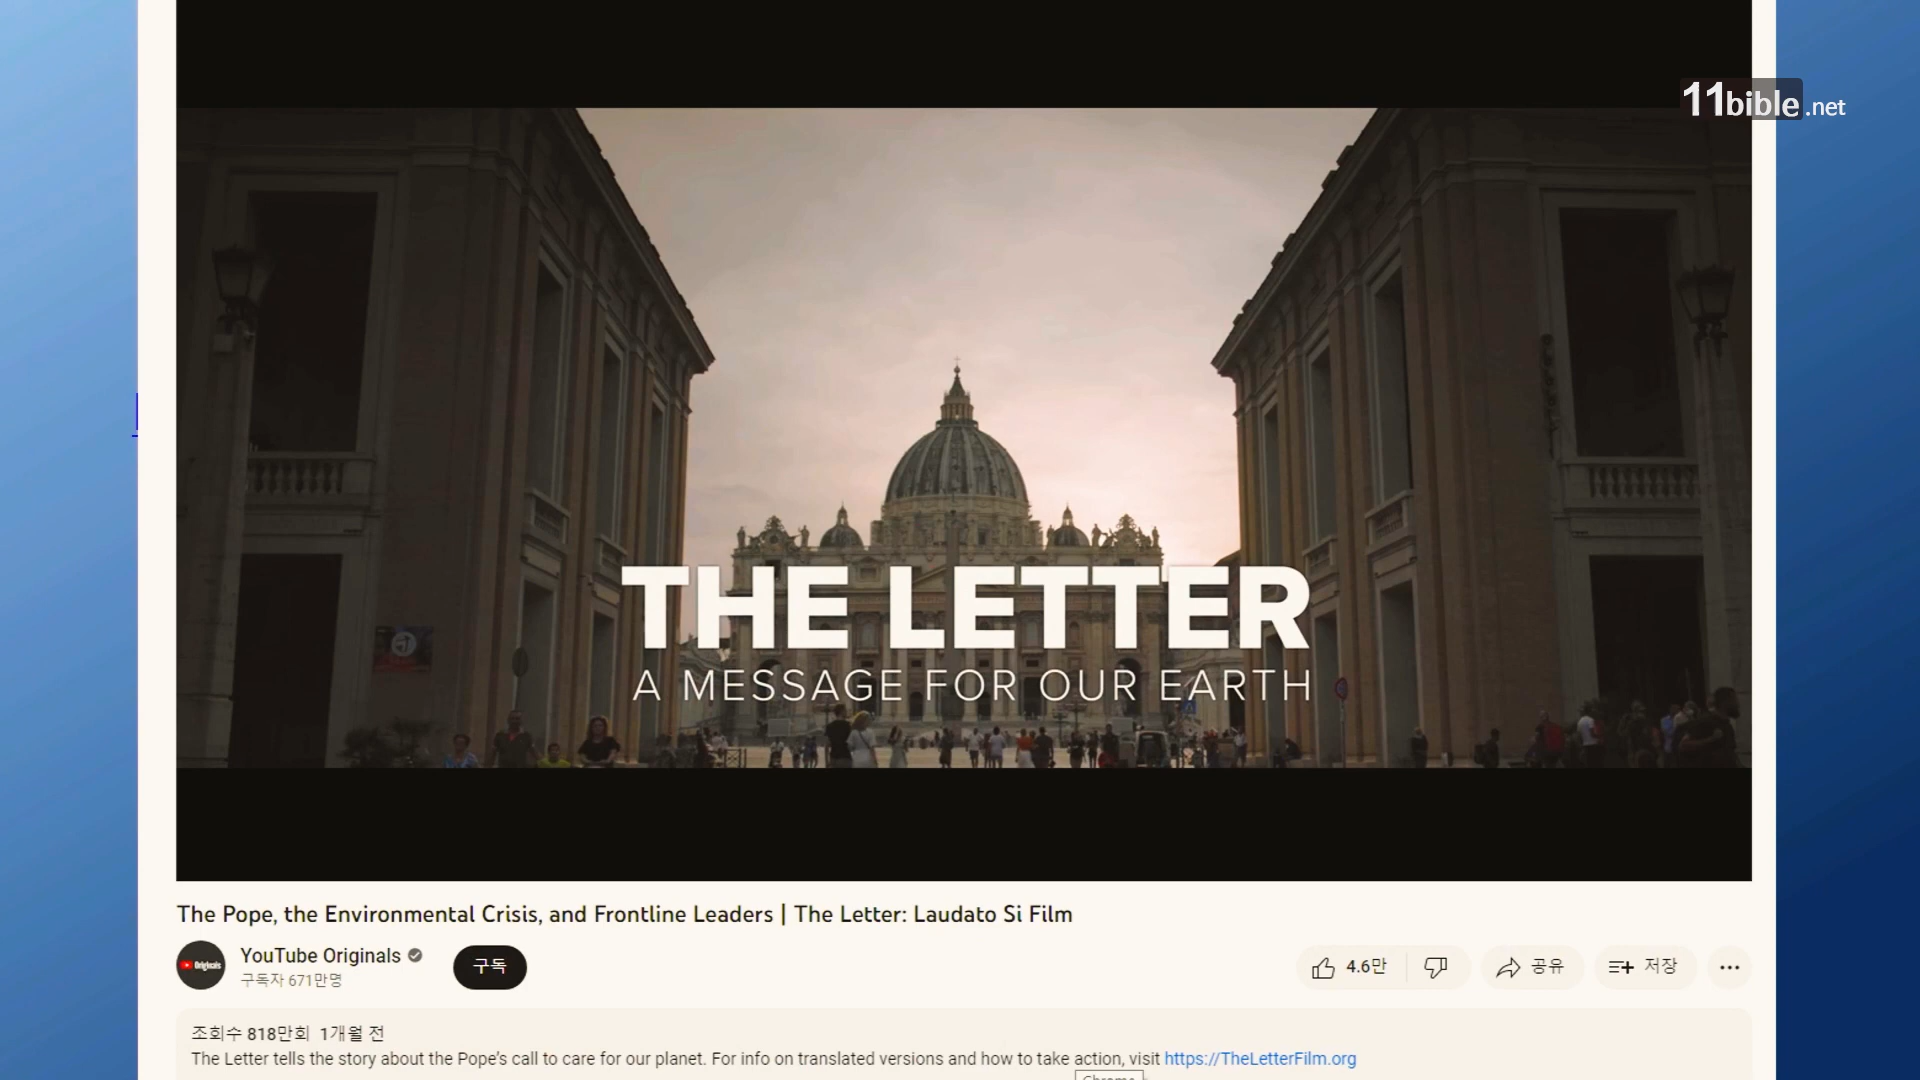 11bible.net
THE LETTER
A MESSAGE FOR OUR EARTH
The Pope, the Environmental Crisis, and Frontline Leaders | The Letter: Laudato Si Film
Originals
YouTube Originals
구독자 671만명
구독
4.6만
공유
저장
조회수 818만회 1개월 전
The Letter tells the story about the Pope's call to care for our planet. For info on translated versions and how to take action, visit https://TheLetterFilm.org
Chrome